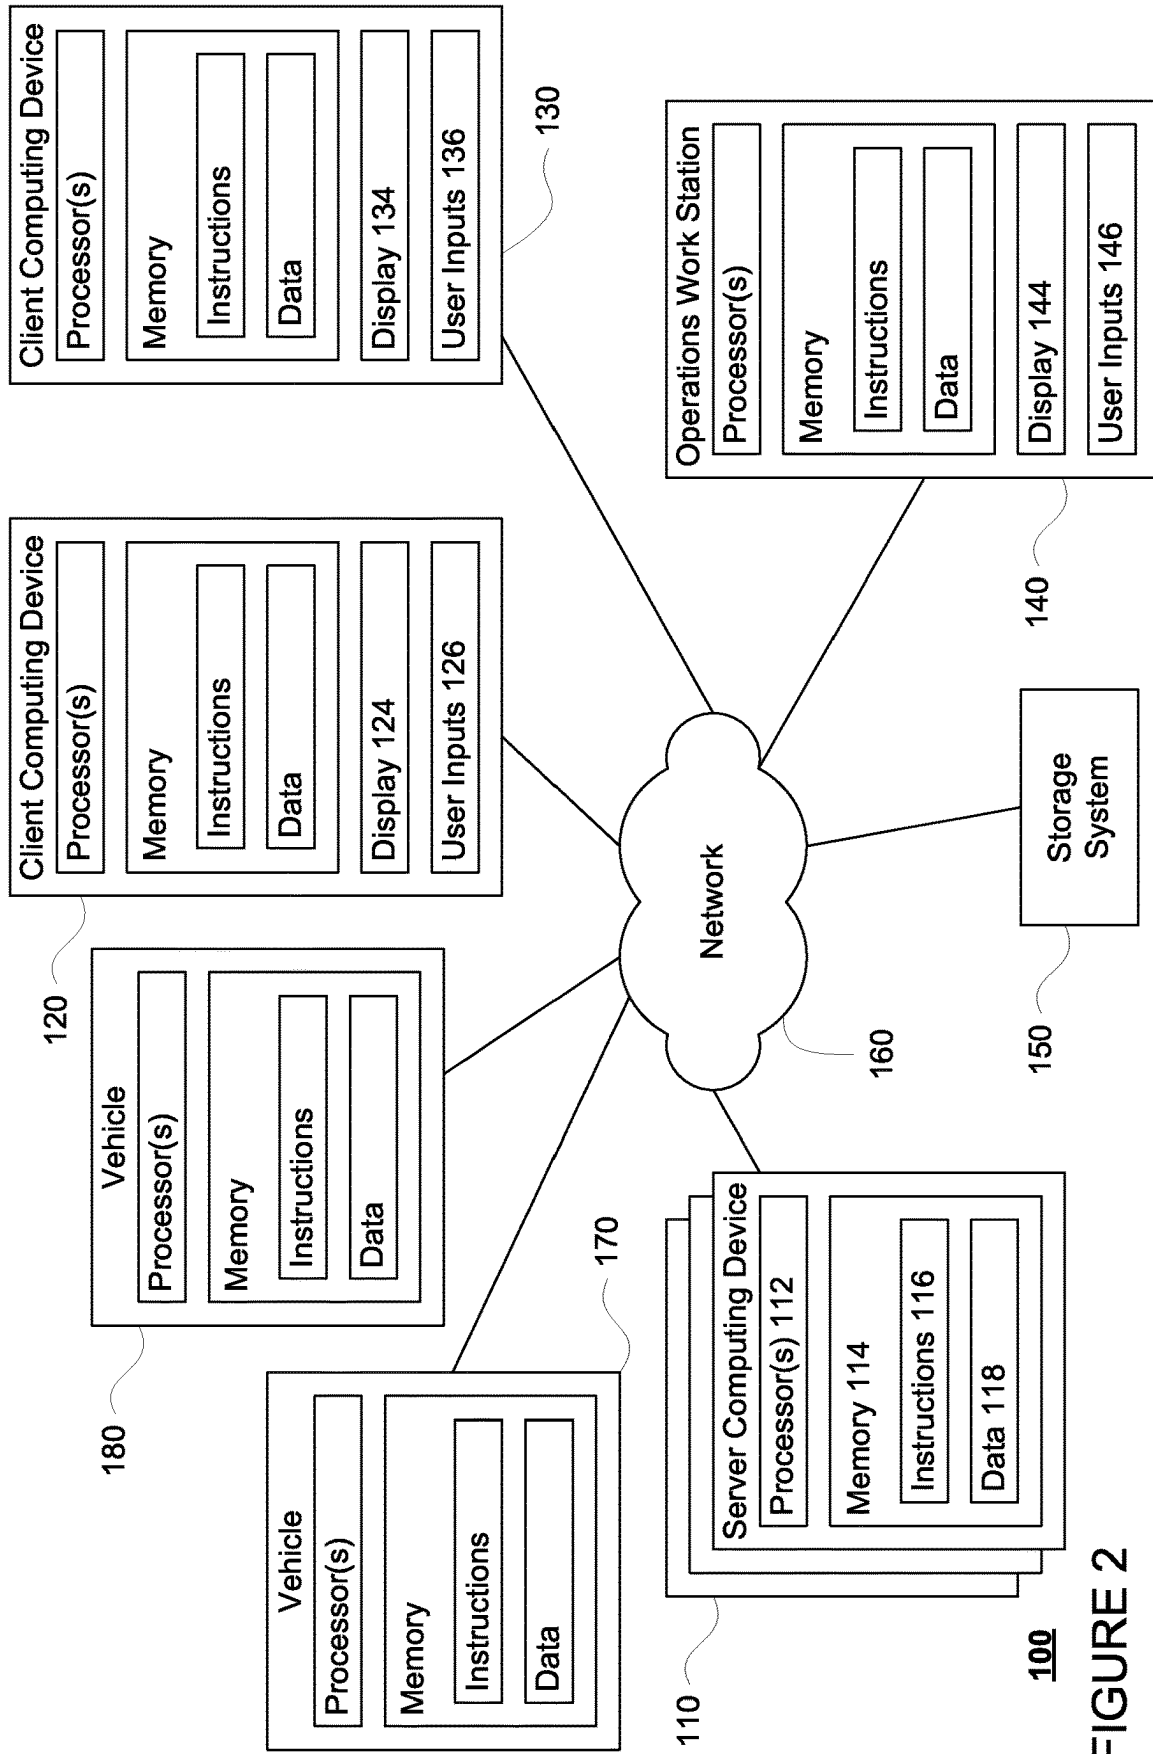 Vehicle
Processor(s)
Memory
Instructions
Data
170
Vehicle
Processor(s)
Memory
Instructions
Data
180
Client Computing Device
Processor(s)
Memory
Instructions
Data
Display 124
User Inputs 126
120
Client Computing Device
Processor(s)
Memory
Instructions
Data
Display 134
User Inputs 136
130
Network
160
Server Computing Device
Processor(s) 112
Memory 114
Instructions 116
Data 118
110
Storage
System
150
Operations Work Station
Processor(s)
Memory
Instructions
Data
Display 144
User Inputs 146
140
100
FIGURE 2